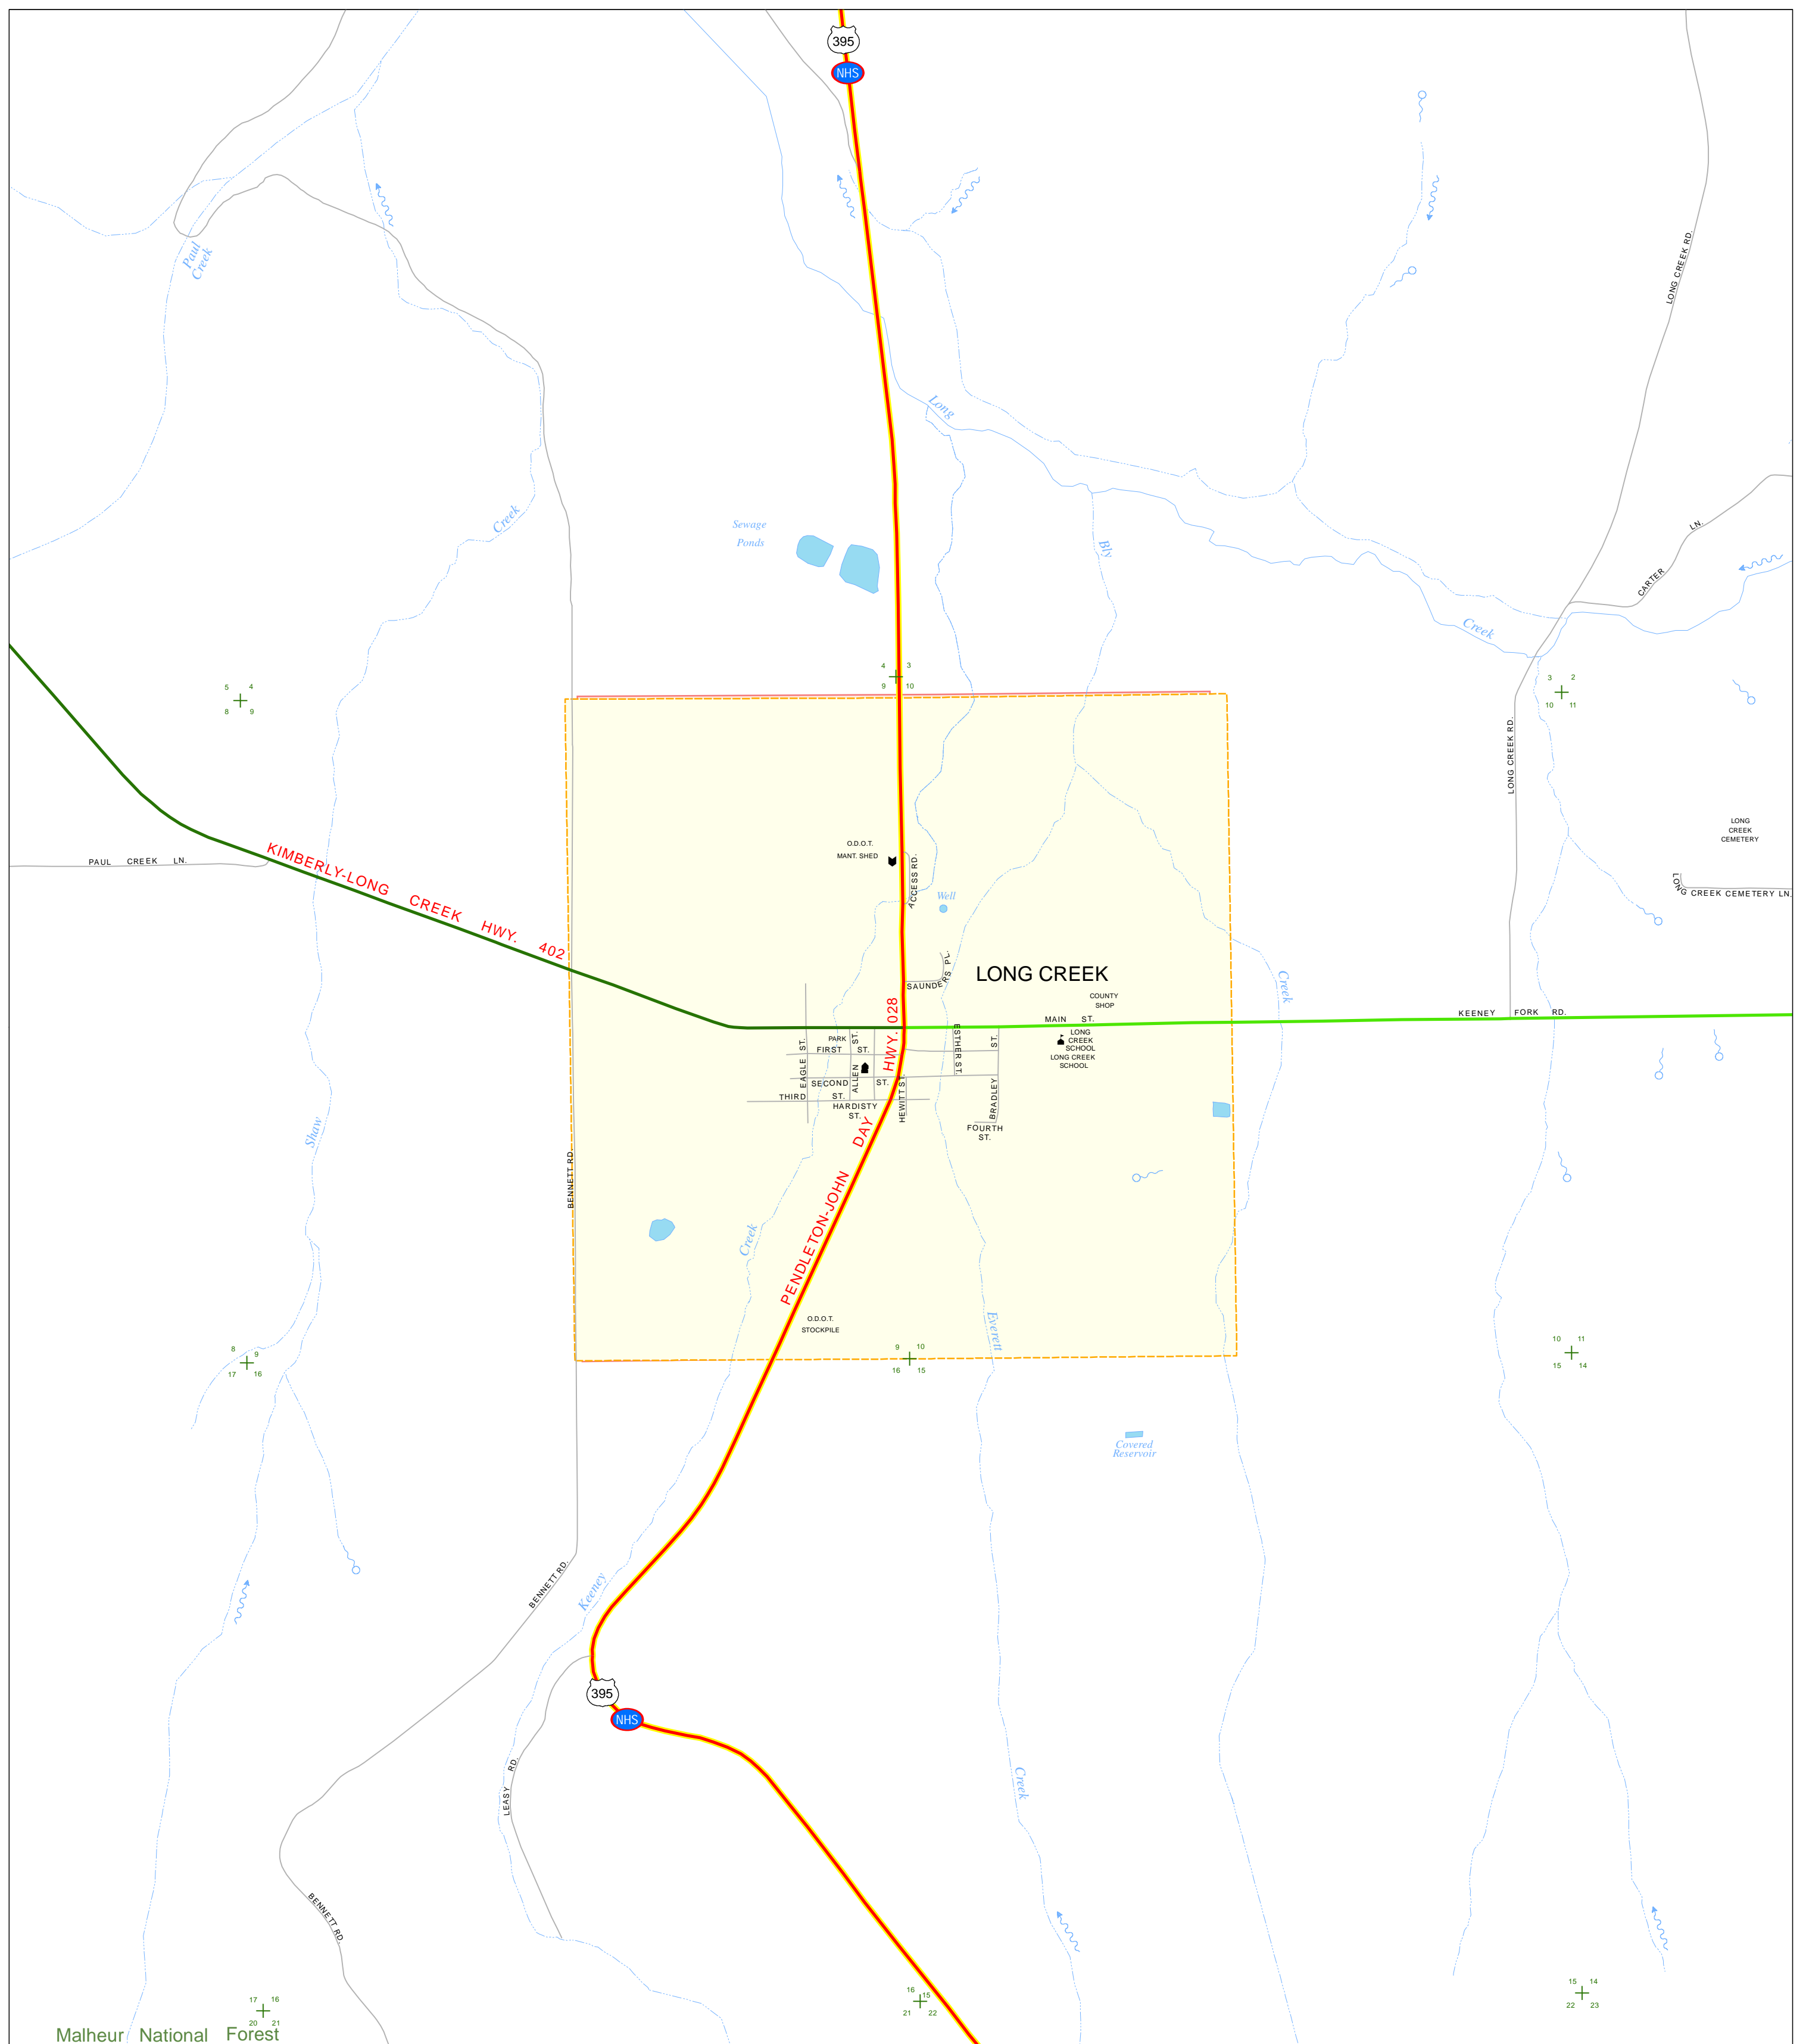 395
NHS
Paul
Creek
LONG CREEK RD.
Long
Creek
Sewage
Ponds
Bly
LN.
CARTER
Creek
4 3
9 10
5 4
8 9
3 2
10 11
LONG CREEK RD.
LONG
CREEK
CEMETERY
O.D.O.T.
MANT. SHED
ACCESS RD.
PAUL CREEK LN.
KIMBERLY-LONG CREEK HWY. 402
Well
LONG CREEK CEMETERY LN.
SAUNDERS PL.
LONG CREEK
Creek
COUNTY
SHOP
HWY. 028
MAIN ST.
KEENEY FORK RD.
PARK
FIRST ST.
EAGLE ST.
ALLEN ST.
ESTHER ST.
BRADLEY ST.
LONG
CREEK
SCHOOL
LONG CREEK
SCHOOL
SECOND ST.
THIRD ST.
HARDISTY
ST.
HEWITT ST.
FOURTH
ST.
Shaw
BENNETT RD.
PENDLETON-JOHN DAY
Creek
O.D.O.T.
STOCKPILE
Everett
8 9
17 16
9 10
16 15
10 11
15 14
Covered
Reservoir
BENNETT RD.
Keeney
395
NHS
LEASY RD.
Creek
BENNETT RD.
17 16
20 21
16 15
21 22
15 14
22 23
Malheur National Forest